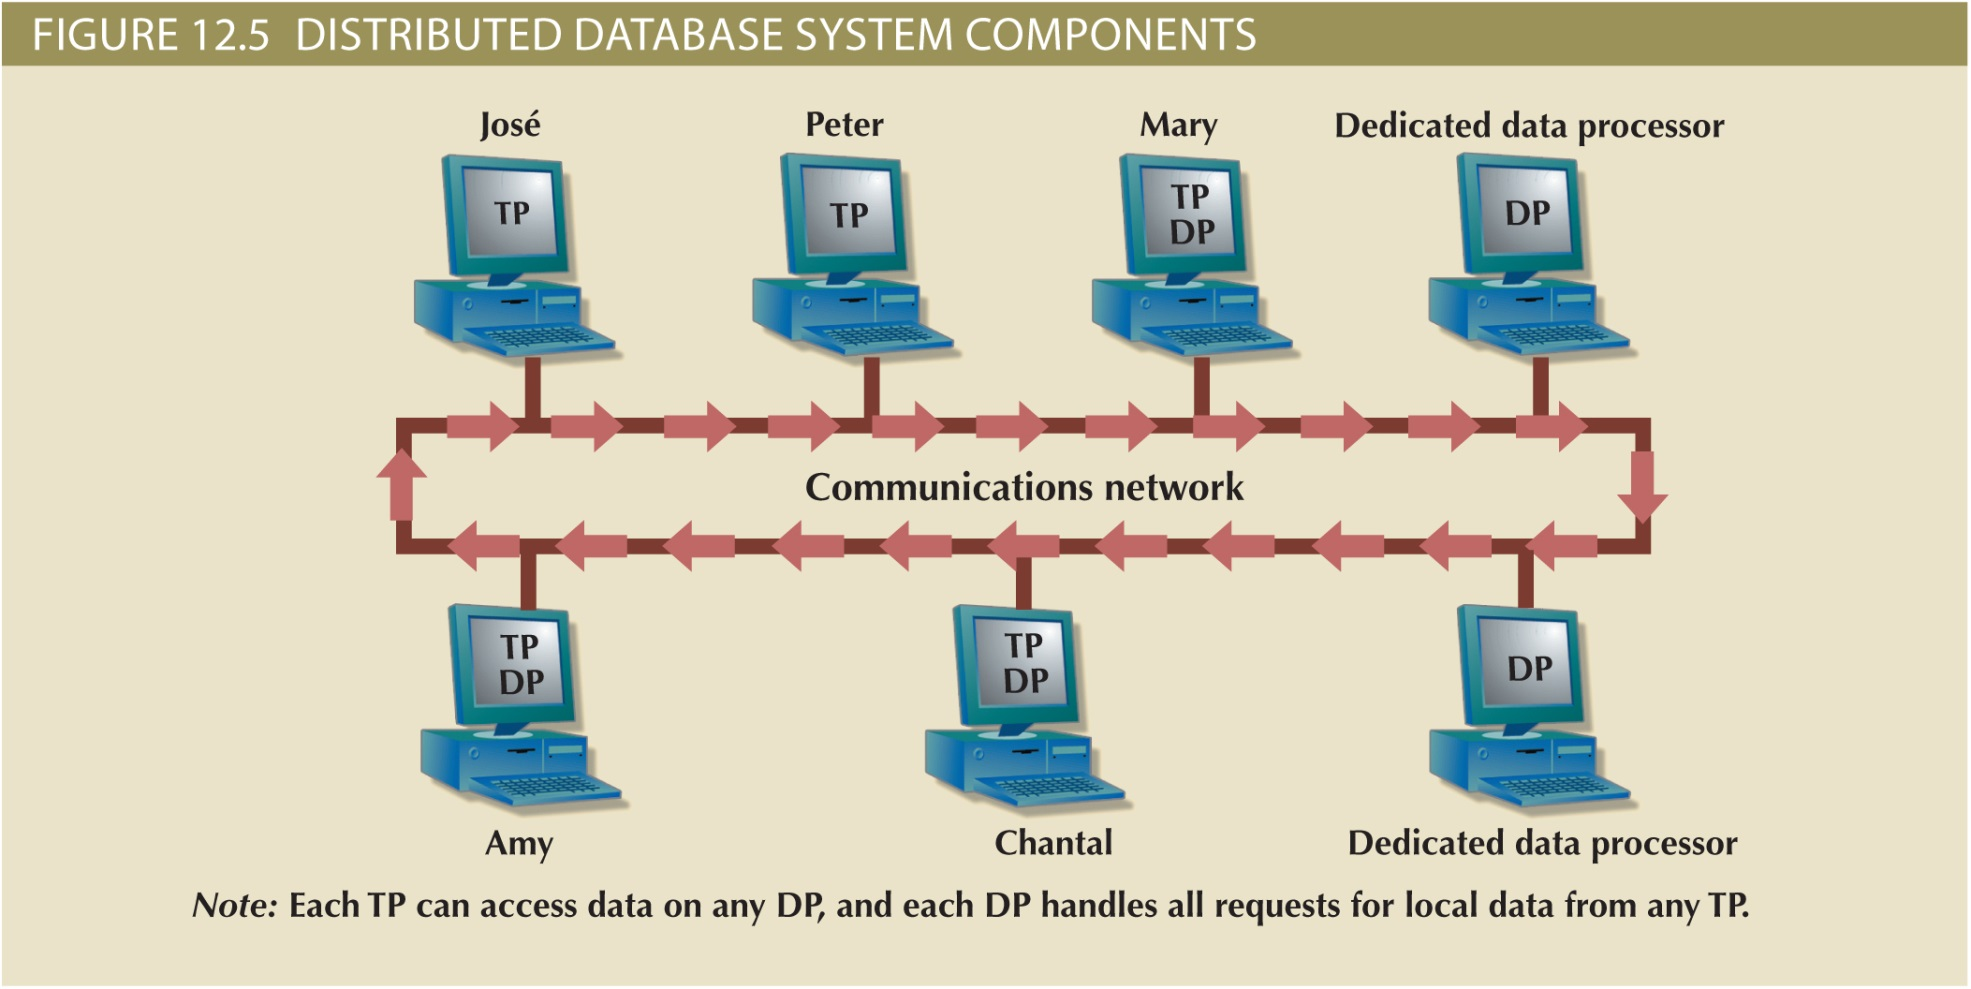 FIGURE 12.5 DISTRIBUTED DATABASE SYSTEM COMPONENTS
José
Peter
Mary
Dedicated data processor
TP
TP
TP
DP
DP
Communications network
TP
DP
TP
DP
DP
Amy
Chantal
Dedicated data processor
Note: Each TP can access data on any DP, and each DP handles all requests for local data from any TP.